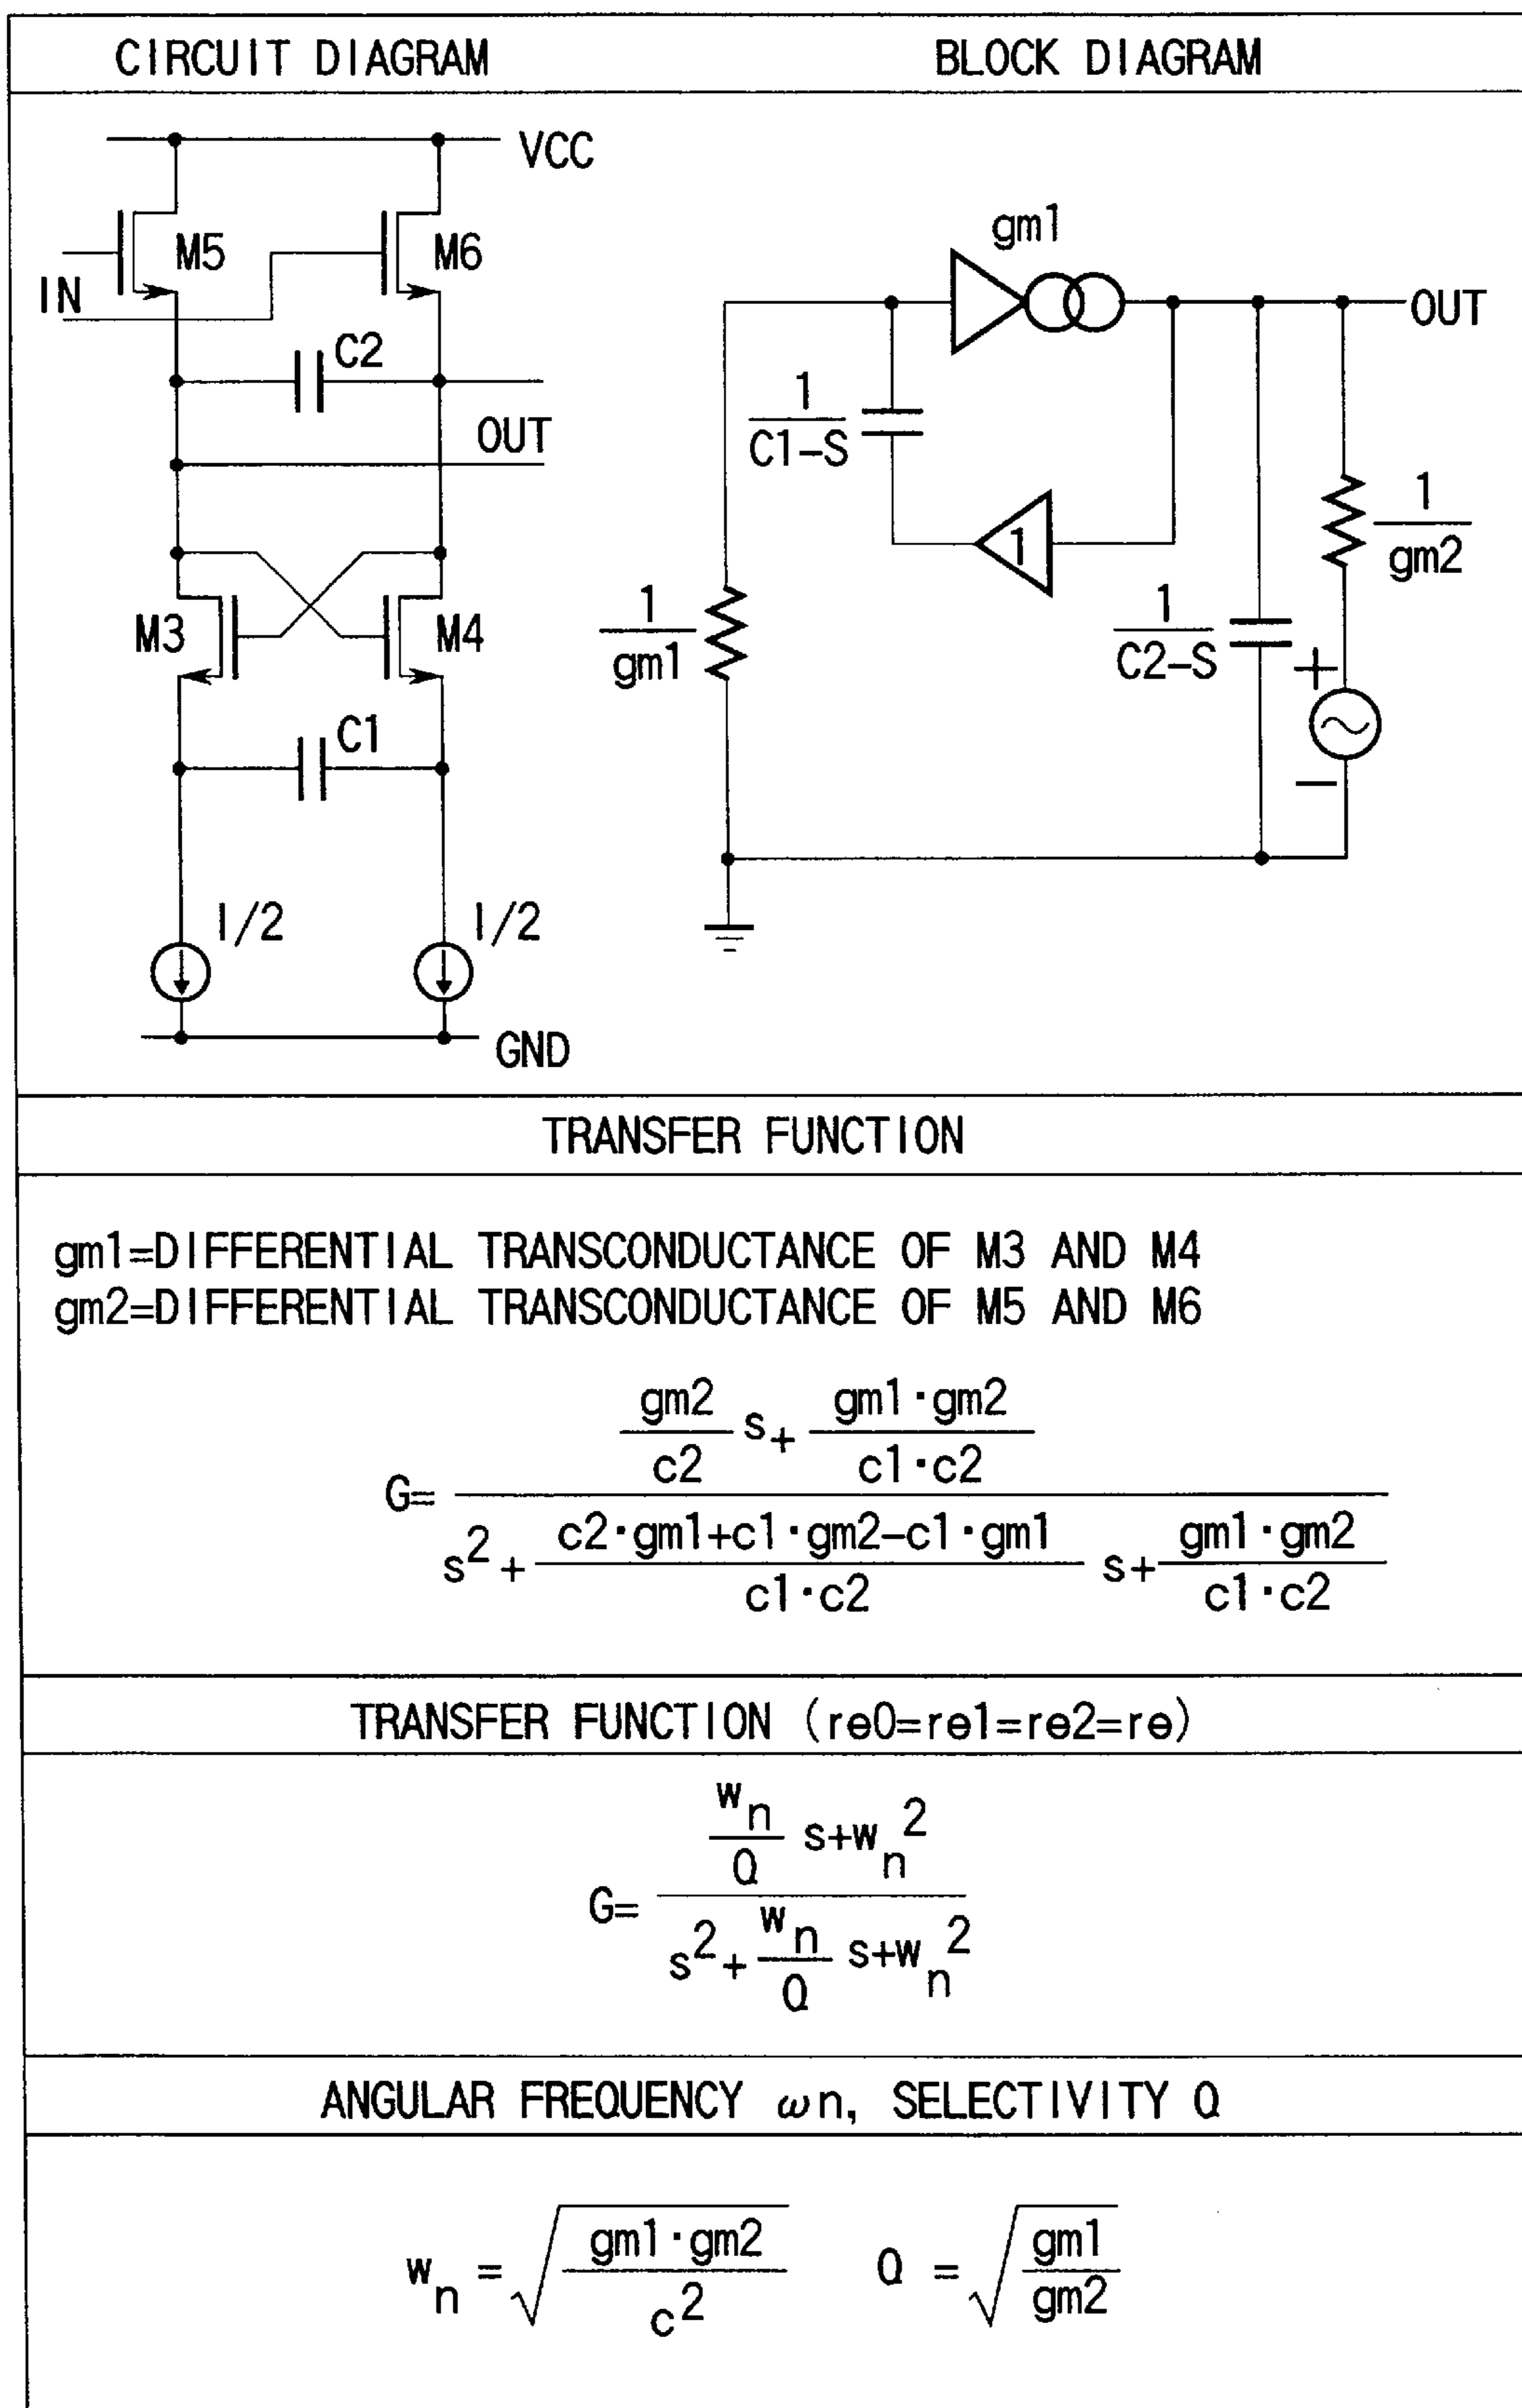 CIRCUIT DIAGRAM
BLOCK DIAGRAM
VCC
M5
M6
IN
C2
OUT
M3
M4
C1
I/2
I/2
GND
gm1
OUT
1
C1-S
1
1
gm2
1
gm1
1
C2-S
+
−
TRANSFER FUNCTION
gm1=DIFFERENTIAL TRANSCONDUCTANCE OF M3 AND M4
gm2=DIFFERENTIAL TRANSCONDUCTANCE OF M5 AND M6
gm2 gm1·gm2
s+
c2 c1·c2
G=
c2·gm1+c1·gm2-c1·gm1 gm1·gm2
s²+ s+
c1·c2 c1·c2
TRANSFER FUNCTION (re0=re1=re2=re)
wn
s+wn²
Q
G=
wn
s²+ s+wn²
Q
ANGULAR FREQUENCY ωn, SELECTIVITY Q
wn = √ gm1·gm2 / c² Q = √ gm1 / gm2